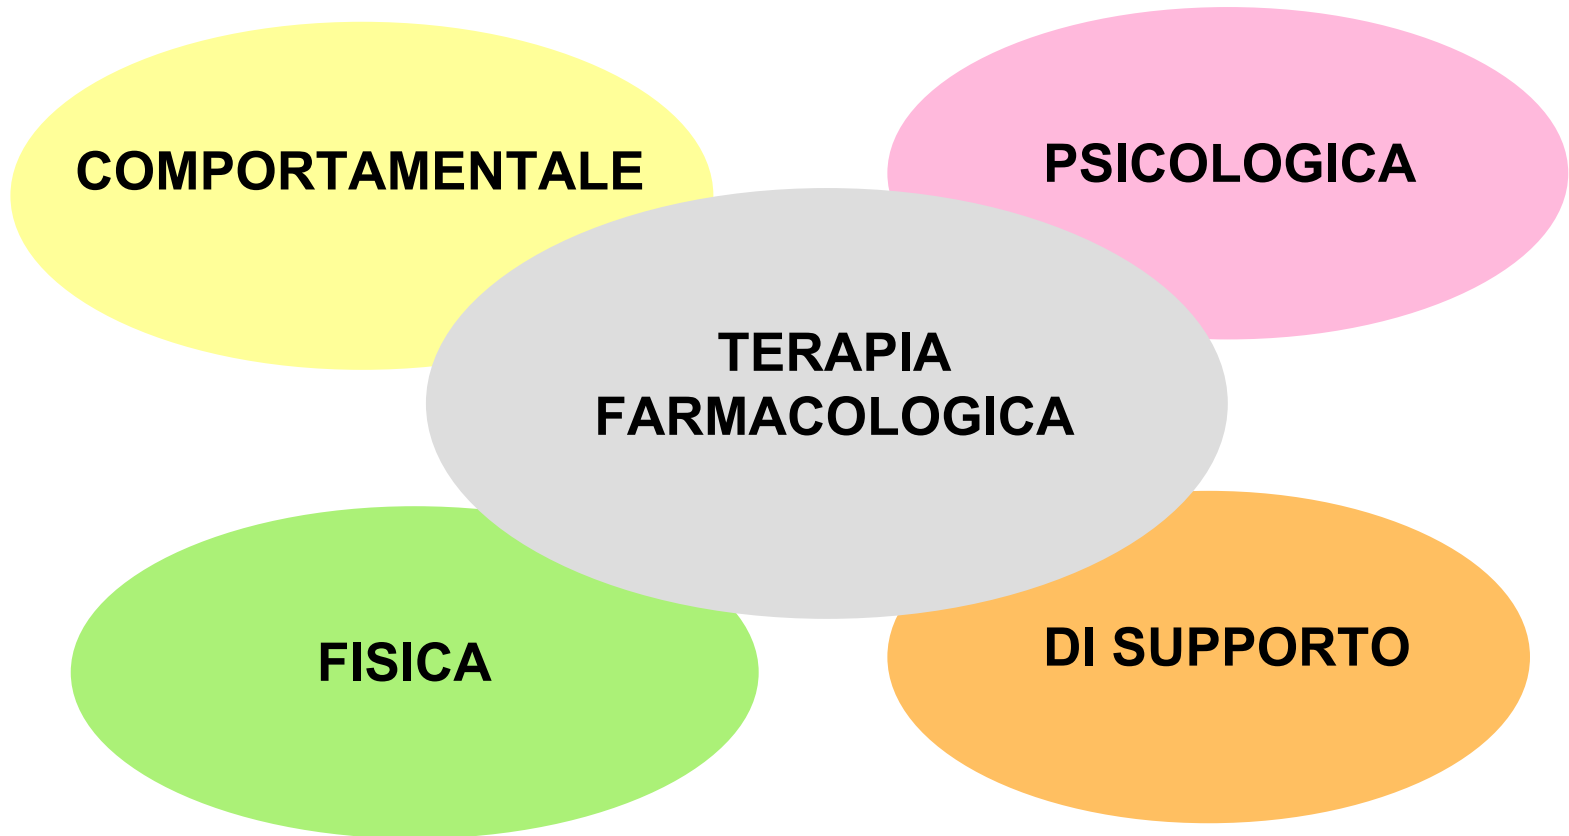 COMPORTAMENTALE
PSICOLOGICA
TERAPIA
FARMACOLOGICA
FISICA
DI SUPPORTO